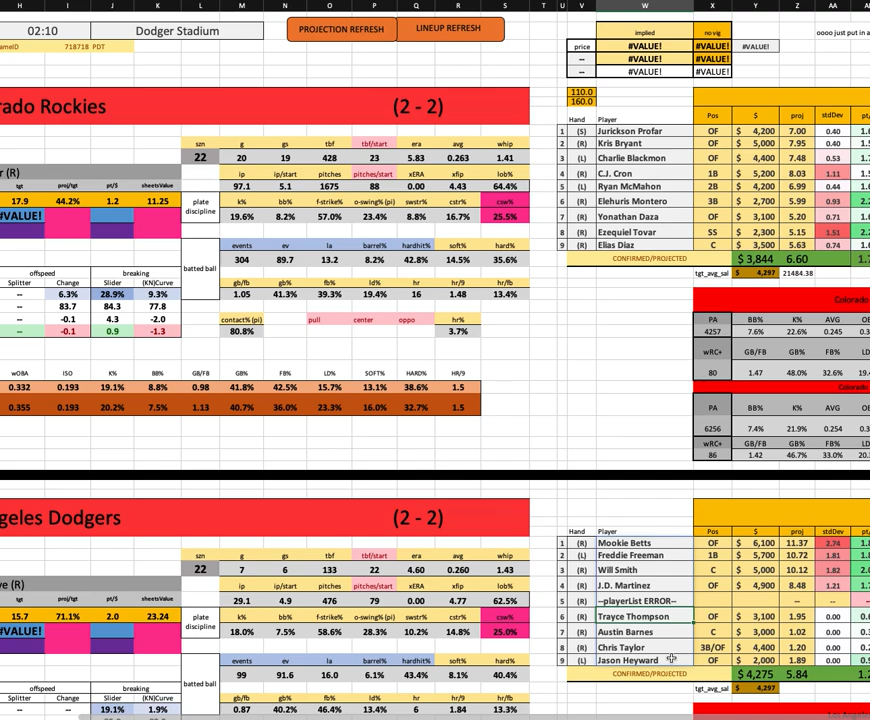 H I J K L M N O P Q R S T U V W X Y Z AA
02:10 Dodger Stadium PROJECTION REFRESH LINEUP REFRESH implied no vig oooo just put in a
ameID 718718 PDT price #VALUE! #VALUE! #VALUE!
-- #VALUE! #VALUE!
-- #VALUE! #VALUE!
110.0
160.0
rado Rockies (2 - 2)
Hand Player Pos $ proj stdDev pt/
1 (S) Jurickson Profar OF $ 4,200 7.00 0.40
2 (R) Kris Bryant OF $ 5,000 7.95 0.40
3 (L) Charlie Blackmon OF $ 4,400 7.48 0.53
4 (R) C.J. Cron 1B $ 5,200 8.23 1.11
5 (L) Ryan McMahon 2B $ 4,200 6.99 0.44
6 (R) Elehuris Montero 3B $ 2,700 5.99 0.93
7 (R) Yonathan Daza OF $ 3,100 5.20 0.71
8 (R) Ezequiel Tovar SS $ 2,300 5.15 1.51
9 (R) Elias Diaz C $ 3,500 5.63 0.74
CONFIRMED/PROJECTED $ 3,844 6.60
tgt_avg_sal $ 4,297 21484.38
szn g gs tbf tbf/start era avg whip
22 20 19 428 23 5.83 0.263 1.41
r (R) ip ip/start pitches pitches/start xERA xfip lob%
tgt proj/tgt pt/$ sheetsValue 97.1 5.1 1675 88 0.00 4.43 64.4%
17.9 44.2% 1.2 11.25 plate discipline k% bb% f-strike% o-swing% (pi) swstr% cstr% csw%
#VALUE! 19.6% 8.2% 57.0% 23.4% 8.8% 16.7% 25.5%
batted ball events ev la barrel% hardhit% soft% hard%
304 89.7 13.2 8.2% 42.8% 14.5% 35.6%
offspeed breaking gb/fb gb% fb% ld% hr hr/9 hr/fb
Splitter Change Slider (KN)Curve 1.05 41.3% 39.3% 19.4% 16 1.48 13.4%
-- 6.3% 28.9% 9.3%
-- 83.7 84.3 77.8
-- -0.1 4.3 -2.0 contact% (pi) pull center oppo hr%
-- -0.1 0.9 -1.3 80.8% 3.7%
wOBA ISO K% BB% GB/FB GB% FB% LD% SOFT% HARD% HR/9
0.332 0.193 19.1% 8.8% 0.98 41.8% 42.5% 15.7% 13.1% 38.6% 1.5
0.355 0.193 20.2% 7.5% 1.13 40.7% 36.0% 23.3% 16.0% 32.7% 1.5
Colorado
PA BB% K% AVG
4257 7.6% 22.6% 0.245
wRC+ GB/FB GB% FB%
80 1.47 48.0% 32.6%
Colorado
PA BB% K% AVG
6256 7.4% 21.9% 0.254
wRC+ GB/FB GB% FB%
86 1.42 46.7% 33.0%
geles Dodgers (2 - 2)
Hand Player Pos $ proj stdDev pt/
1 (R) Mookie Betts OF $ 6,100 11.37 2.74
2 (L) Freddie Freeman 1B $ 5,700 10.72 1.81
3 (R) Will Smith C $ 5,000 10.12 1.82
4 (R) J.D. Martinez OF $ 4,900 8.48 1.21
5 (R) --playerList ERROR-- -- --
6 (R) Trayce Thompson OF $ 3,100 1.95 0.00
7 (R) Austin Barnes C $ 3,000 1.02 0.00
8 (R) Chris Taylor 3B/OF $ 4,400 1.20 0.00
9 (L) Jason Heyward OF $ 2,000 1.89 0.00
CONFIRMED/PROJECTED $ 4,275 5.84
tgt_avg_sal $ 4,297
szn g gs tbf tbf/start era avg whip
22 7 6 133 22 4.60 0.260 1.43
ve (R) ip ip/start pitches pitches/start xERA xfip lob%
tgt proj/tgt pt/$ sheetsValue 29.1 4.9 476 79 0.00 4.77 62.5%
15.7 71.1% 2.0 23.24 plate discipline k% bb% f-strike% o-swing% (pi) swstr% cstr% csw%
#VALUE! 18.0% 7.5% 58.6% 28.3% 10.2% 14.8% 25.0%
batted ball events ev la barrel% hardhit% soft% hard%
99 91.6 16.0 6.1% 43.4% 8.1% 40.4%
offspeed breaking gb/fb gb% fb% ld% hr hr/9 hr/fb
Splitter Change Slider (KN)Curve 0.87 40.2% 46.4% 13.4% 6 1.84 13.3%
-- -- 19.1% 1.9%